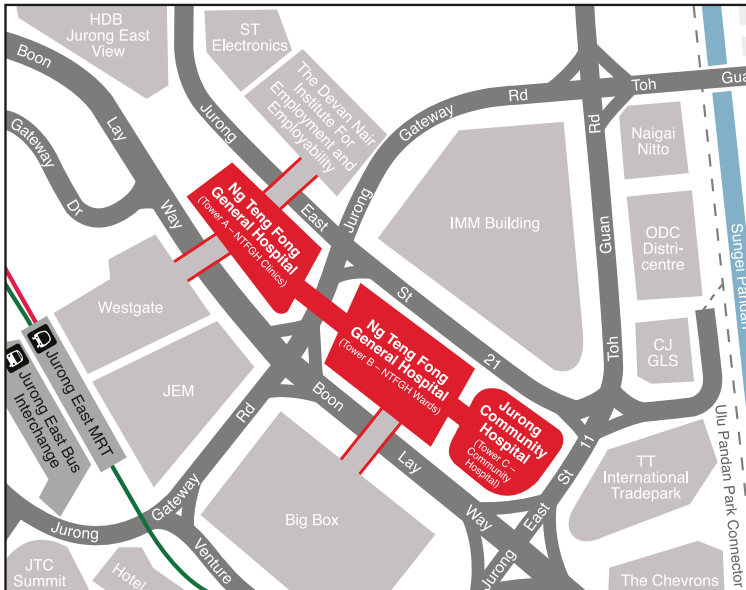 HDB
Jurong East
View
ST
Electronics
The Devan Nair
Institute For
Employment and
Employability
Boon
Lay
Way
Gateway
Dr
Jurong
East
St
21
Jurong
Gateway
Rd
Toh
Guan
Rd
Guan
Toh
Naigai
Nitto
ODC
Distri-
centre
CJ
GLS
Sungei Pandan
IMM Building
Ng Teng Fong
General Hospital
(Tower A – NTFGH Clinics)
Ng Teng Fong
General Hospital
(Tower B – NTFGH Wards)
Jurong
Community
Hospital
(Tower C –
Community
Hospital)
Westgate
JEM
Jurong East MRT
Jurong East Bus
Interchange
Rd
Gateway
Jurong
Boon
Lay
Way
Big Box
Venture
Jurong
East
St
11
TT
International
Tradepark
Ulu Pandan Park Connector
The Chevrons
JTC
Summit
Hotel